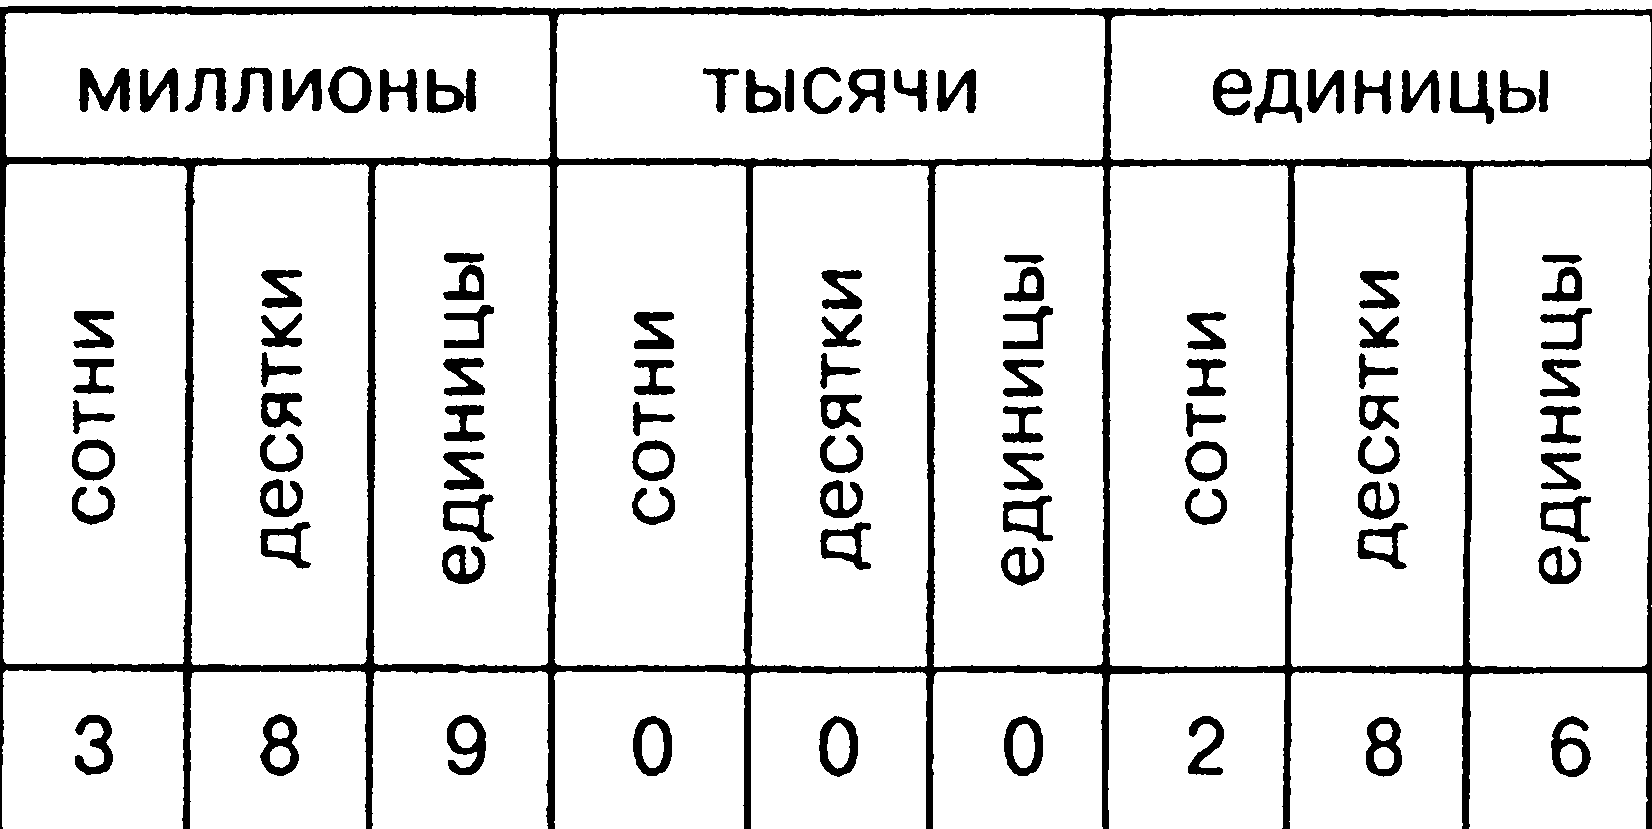 миллионы тысячи единицы
сотни десятки единицы сотни десятки единицы сотни десятки единицы
3 8 9 0 0 0 2 8 6